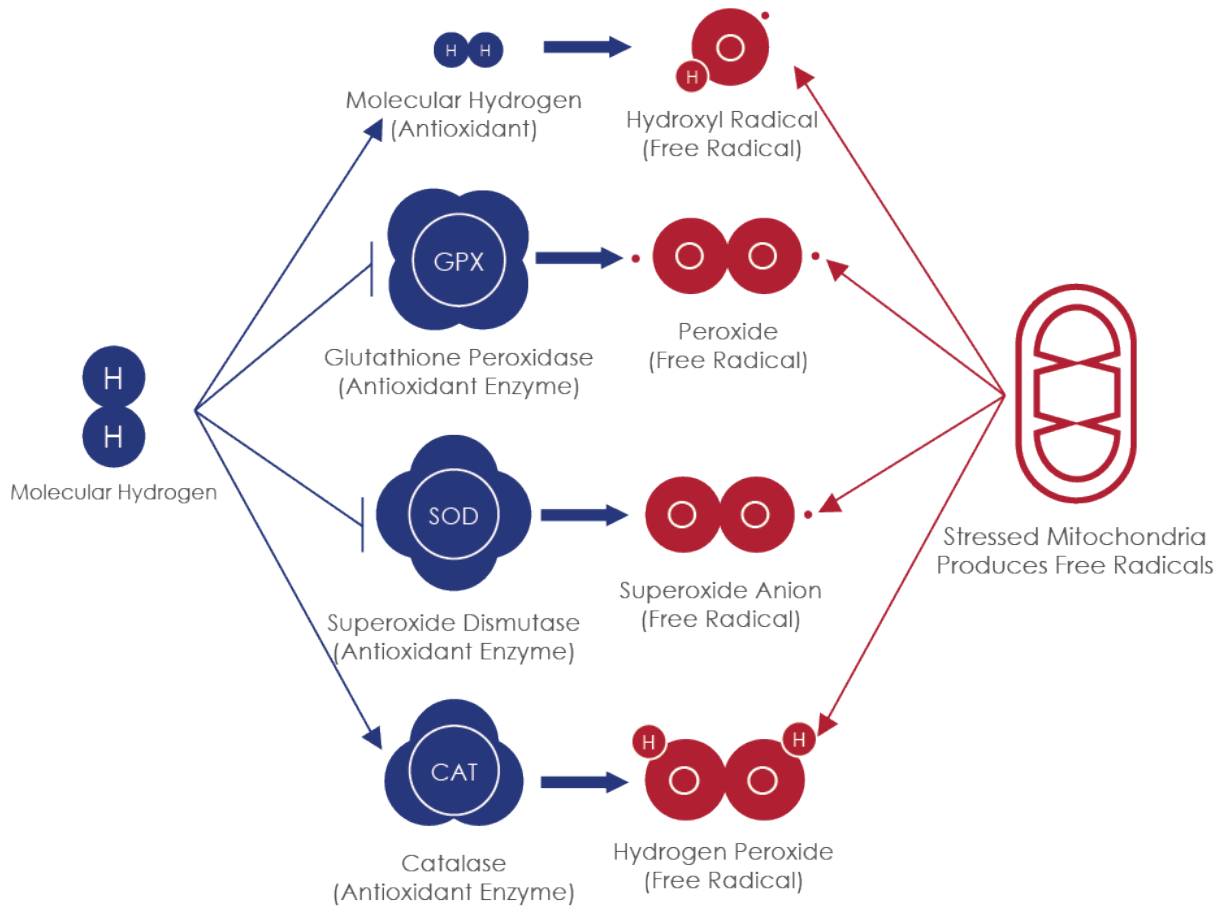 H H
Molecular Hydrogen
(Antioxidant)
O
H
Hydroxyl Radical
(Free Radical)
GPX
Glutathione Peroxidase
(Antioxidant Enzyme)
O O
Peroxide
(Free Radical)
H
H
Molecular Hydrogen
SOD
Superoxide Dismutase
(Antioxidant Enzyme)
O O
Superoxide Anion
(Free Radical)
Stressed Mitochondria
Produces Free Radicals
CAT
Catalase
(Antioxidant Enzyme)
H H
O O
Hydrogen Peroxide
(Free Radical)